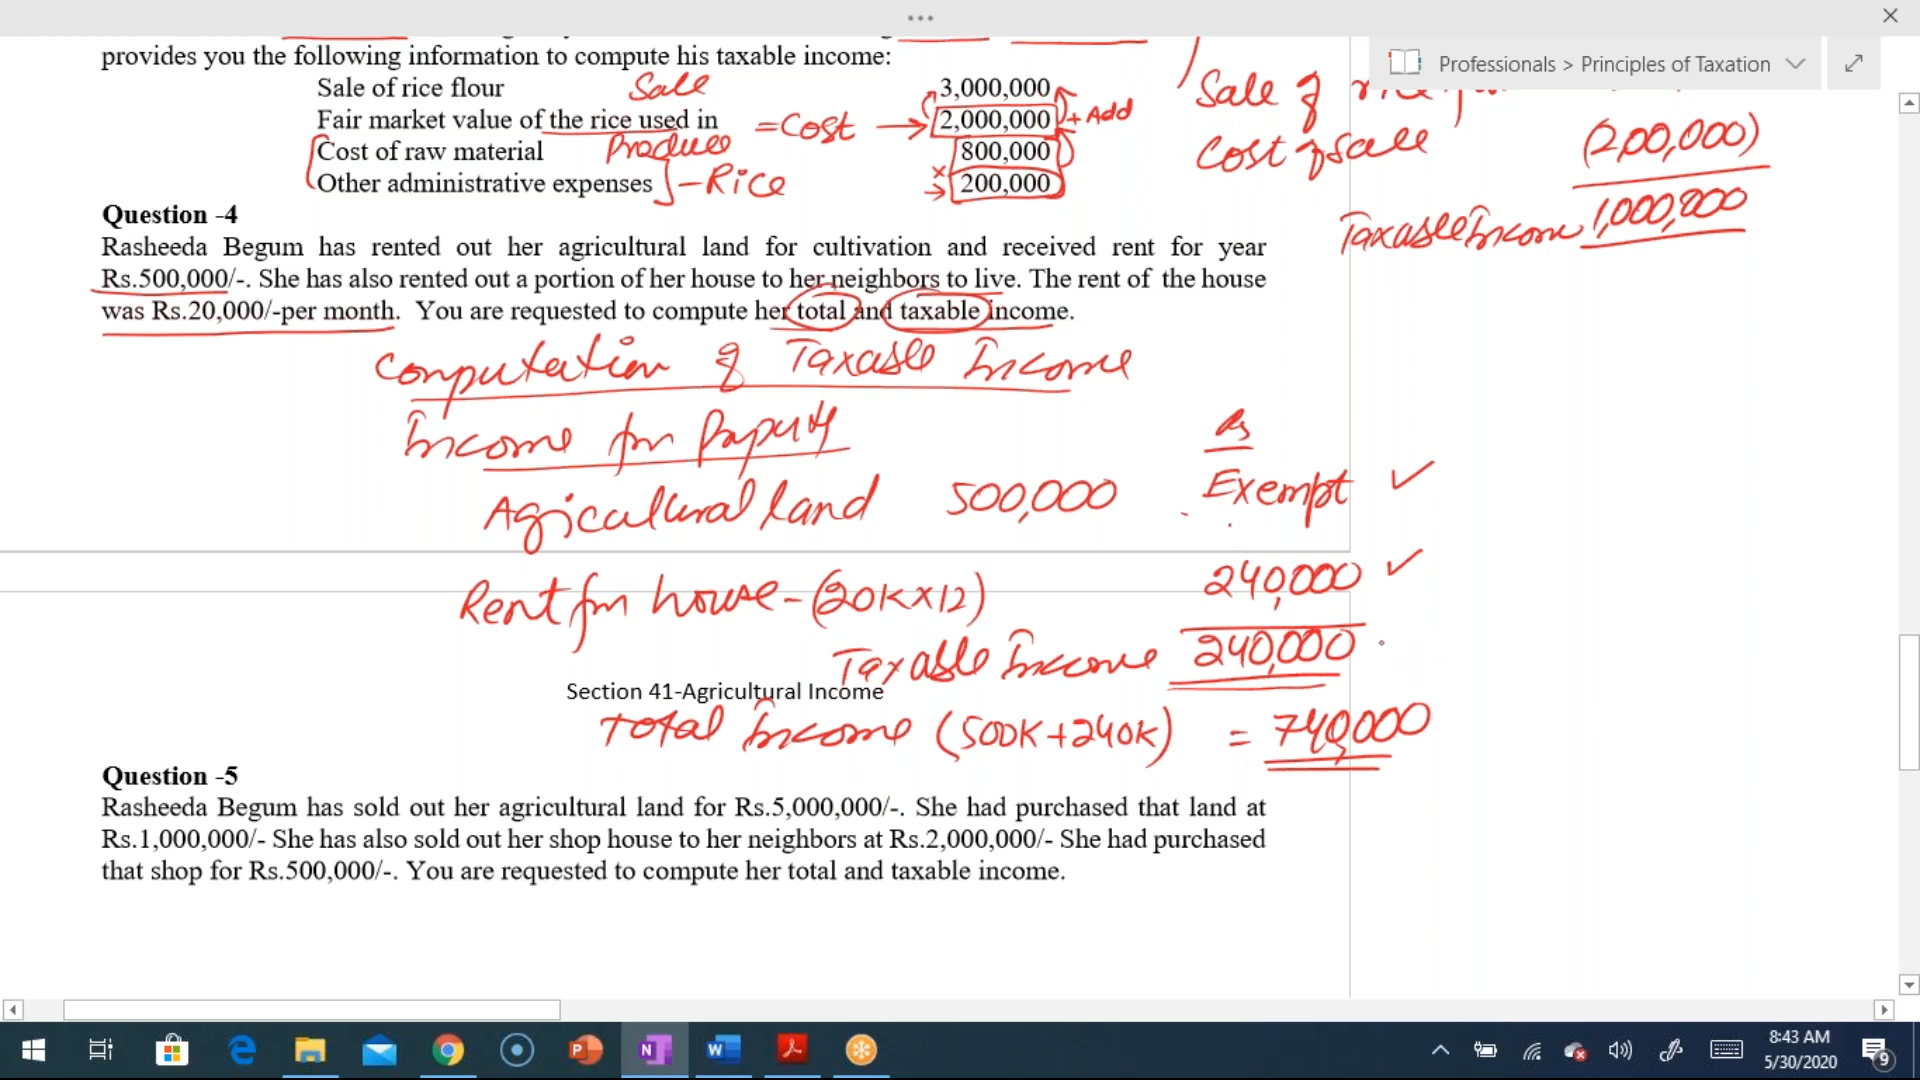 Professionals > Principles of Taxation
provides you the following information to compute his taxable income:
Sale of rice flour Sale 3,000,000
Fair market value of the rice used in = Cost → 2,000,000 + Add
Produce
Cost of raw material 800,000
Other administrative expenses - Rice × → 200,000
Sale of
Cost of sale (2,00,000)
Taxable Income 1,000,000
Question -4
Rasheeda Begum has rented out her agricultural land for cultivation and received rent for year
Rs.500,000/-. She has also rented out a portion of her house to her neighbors to live. The rent of the house
was Rs.20,000/-per month. You are requested to compute her total and taxable income.
Computation of Taxable Income
Income for Property Rs
Agricultural land 500,000 Exempt ✓
Rent fm house - (20K×12) 240,000 ✓
Taxable Income 240,000
Section 41-Agricultural Income
Total Income (500K+240K) = 740,000
Question -5
Rasheeda Begum has sold out her agricultural land for Rs.5,000,000/-. She had purchased that land at
Rs.1,000,000/- She has also sold out her shop house to her neighbors at Rs.2,000,000/- She had purchased
that shop for Rs.500,000/-. You are requested to compute her total and taxable income.
8:43 AM
5/30/2020
9